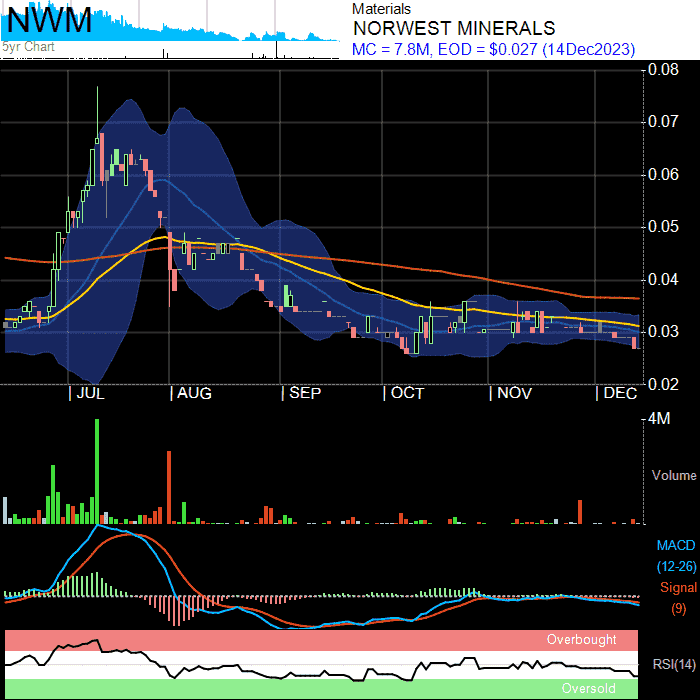 NWM
5yr Chart
Materials
NORWEST MINERALS
MC = 7.8M, EOD = $0.027 (14Dec2023)
0.08
0.07
0.06
0.05
0.04
0.03
0.02
JUL AUG SEP OCT NOV DEC
4M
Volume
MACD
(12-26)
Signal
(9)
Overbought
RSI(14)
Oversold